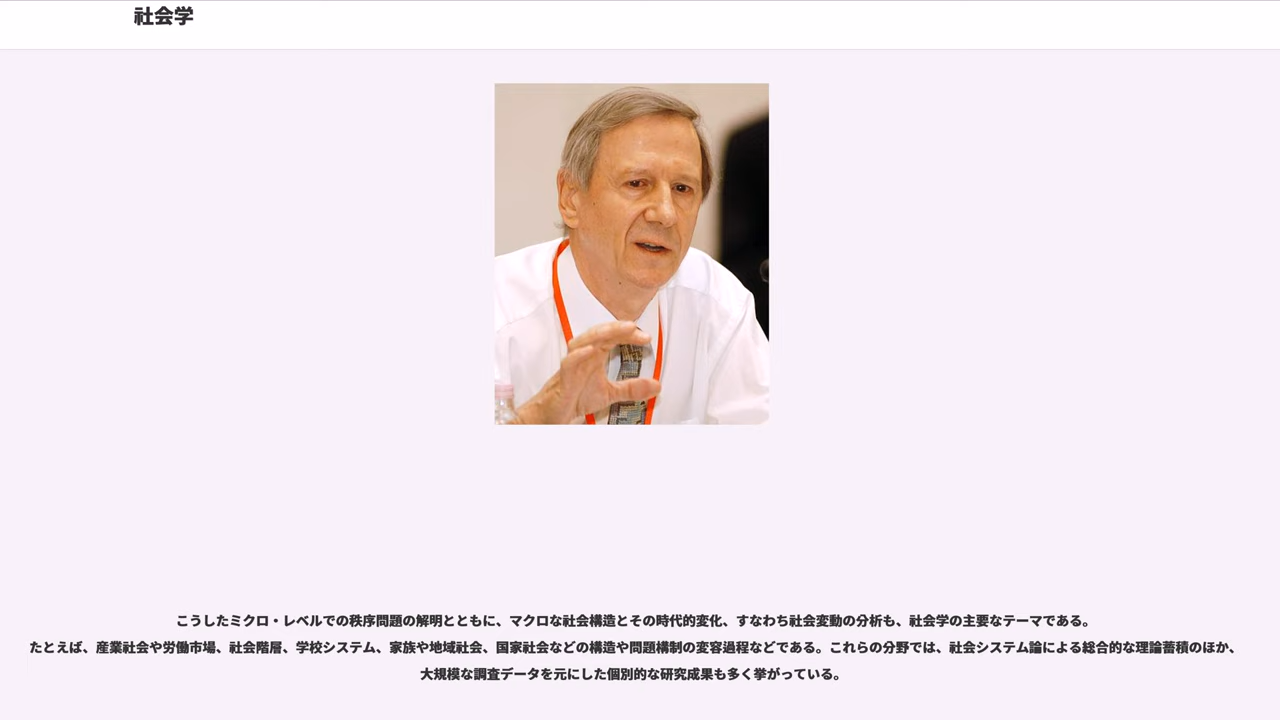 社会学
こうしたミクロ・レベルでの秩序問題の解明とともに、マクロな社会構造とその時代的変化、すなわち社会変動の分析も、社会学の主要なテーマである。
たとえば、産業社会や労働市場、社会階層、学校システム、家族や地域社会、国家社会などの構造や問題構制の変容過程などである。これらの分野では、社会システム論による総合的な理論蓄積のほか、
大規模な調査データを元にした個別的な研究成果も多く挙がっている。